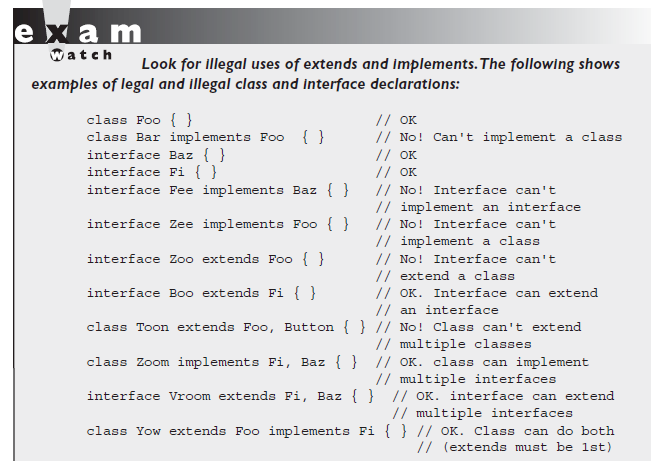 exam
watch
Look for illegal uses of extends and implements. The following shows
examples of legal and illegal class and interface declarations:
class Foo { } // OK
class Bar implements Foo { } // No! Can't implement a class
interface Baz { } // OK
interface Fi { } // OK
interface Fee implements Baz { } // No! Interface can't
// implement an interface
interface Zee implements Foo { } // No! Interface can't
// implement a class
interface Zoo extends Foo { } // No! Interface can't
// extend a class
interface Boo extends Fi { } // OK. Interface can extend
// an interface
class Toon extends Foo, Button { } // No! Class can't extend
// multiple classes
class Zoom implements Fi, Baz { } // OK. class can implement
// multiple interfaces
interface Vroom extends Fi, Baz { } // OK. interface can extend
// multiple interfaces
class Yow extends Foo implements Fi { } // OK. Class can do both
// (extends must be 1st)